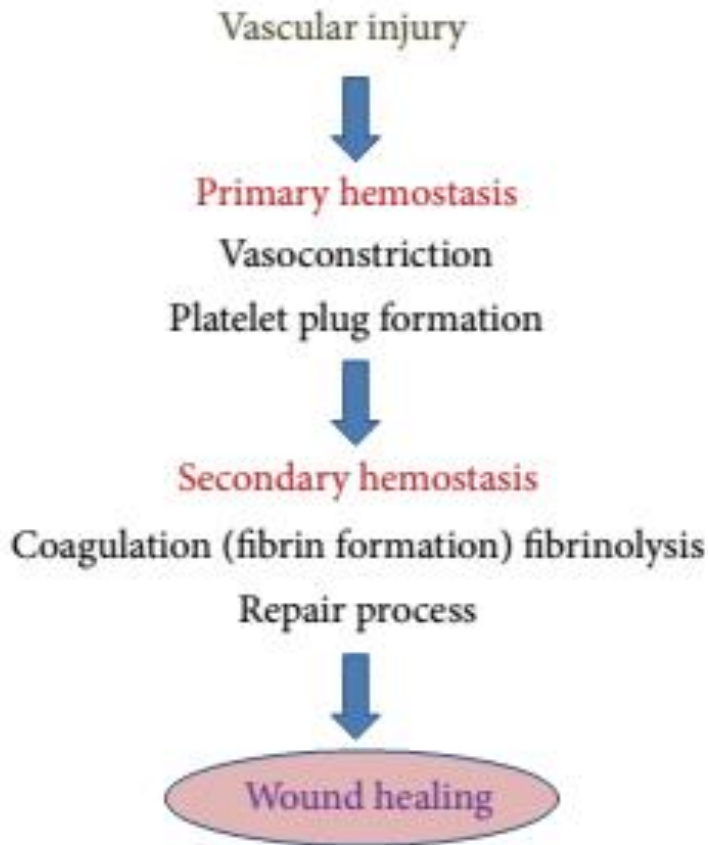 Vascular injury
Primary hemostasis
Vasoconstriction
Platelet plug formation
Secondary hemostasis
Coagulation (fibrin formation) fibrinolysis
Repair process
Wound healing